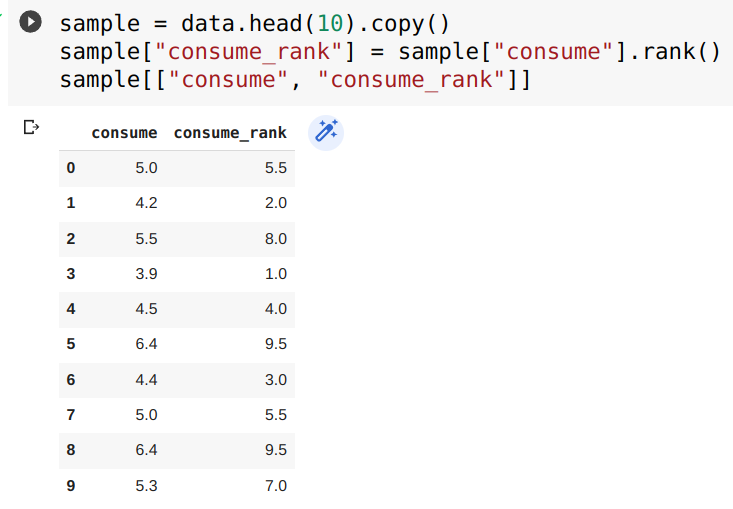 sample = data.head(10).copy()
sample["consume_rank"] = sample["consume"].rank()
sample[["consume", "consume_rank"]]
consume consume_rank
0 5.0 5.5
1 4.2 2.0
2 5.5 8.0
3 3.9 1.0
4 4.5 4.0
5 6.4 9.5
6 4.4 3.0
7 5.0 5.5
8 6.4 9.5
9 5.3 7.0